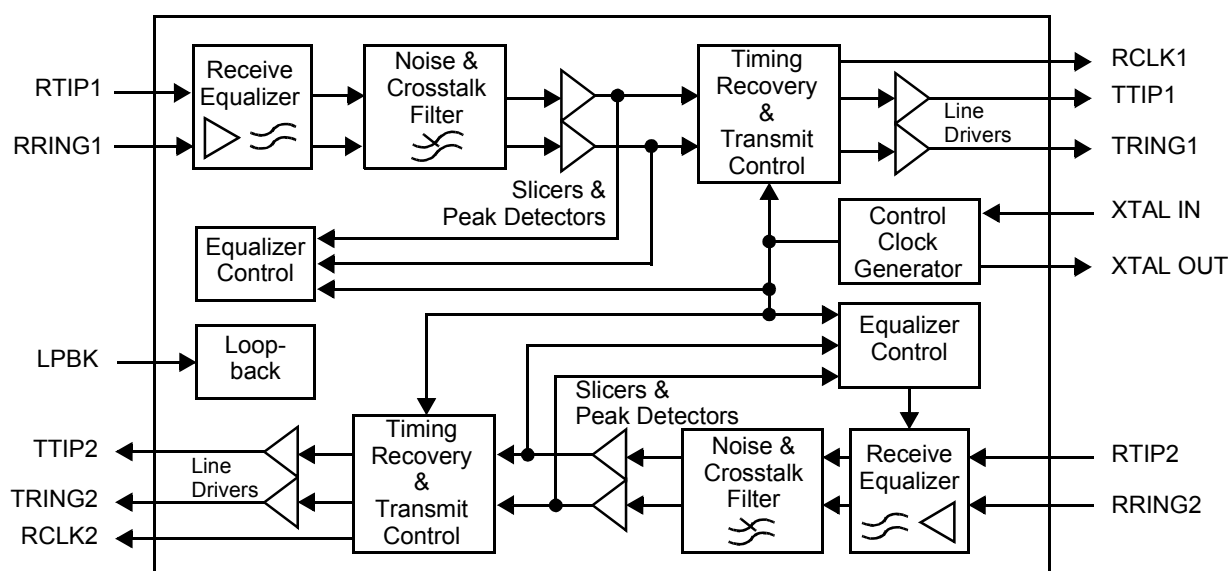 RTIP1
RRING1
Receive
Equalizer
Noise &
Crosstalk
Filter
Slicers &
Peak Detectors
Timing
Recovery
&
Transmit
Control
Line
Drivers
RCLK1
TTIP1
TRING1
Equalizer
Control
Control
Clock
Generator
XTAL IN
XTAL OUT
LPBK
Loop-
back
Equalizer
Control
Slicers &
Peak Detectors
TTIP2
TRING2
RCLK2
Line
Drivers
Timing
Recovery
&
Transmit
Control
Noise &
Crosstalk
Filter
Receive
Equalizer
RTIP2
RRING2